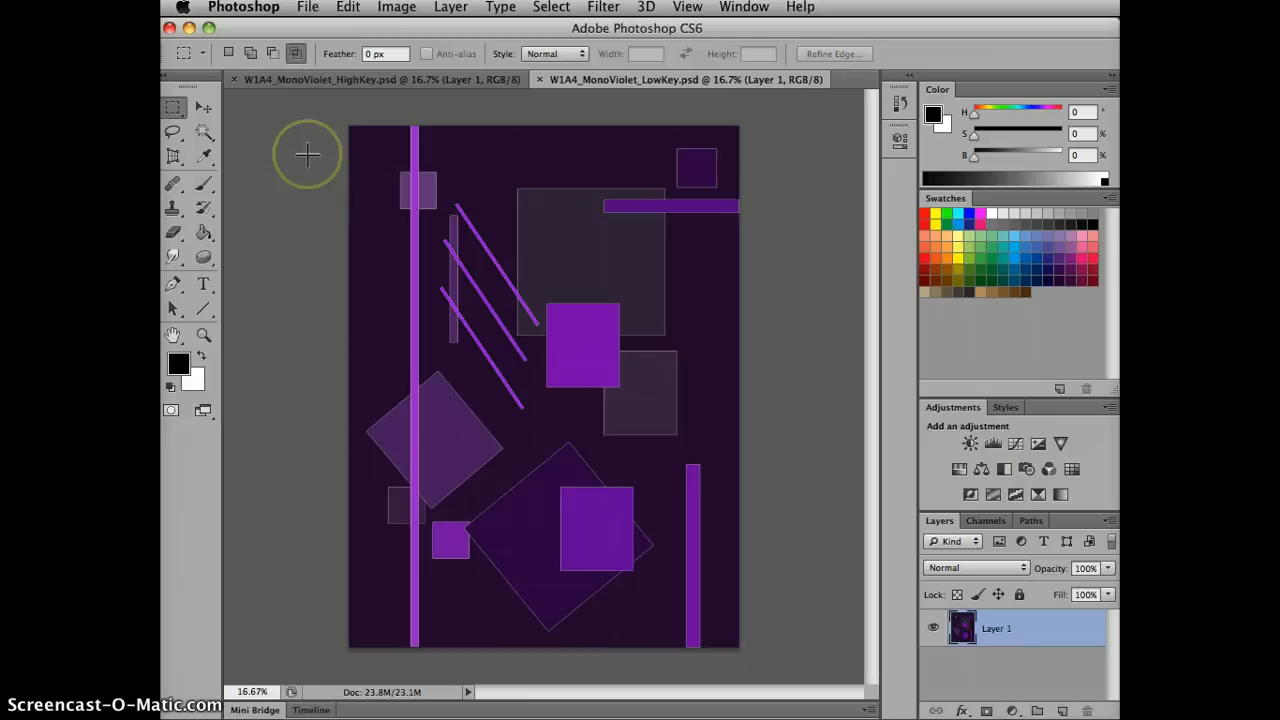 Photoshop File Edit Image Layer Type Select Filter 3D View Window Help
Adobe Photoshop CS6
Feather: 0 px Anti-alias Style: Normal Width: Height: Refine Edge...
W1A4_MonoViolet_HighKey.psd @ 16.7% (Layer 1, RGB/8) W1A4_MonoViolet_LowKey.psd @ 16.7% (Layer 1, RGB/8)
Color
H 0 °
S 0 %
B 0 %
Swatches
Adjustments Styles
Add an adjustment
Layers Channels Paths
Kind T
Normal Opacity: 100%
Lock: Fill: 100%
Layer 1
16.67% Doc: 23.8M/23.1M
Mini Bridge Timeline
fx
Screencast-O-Matic.com